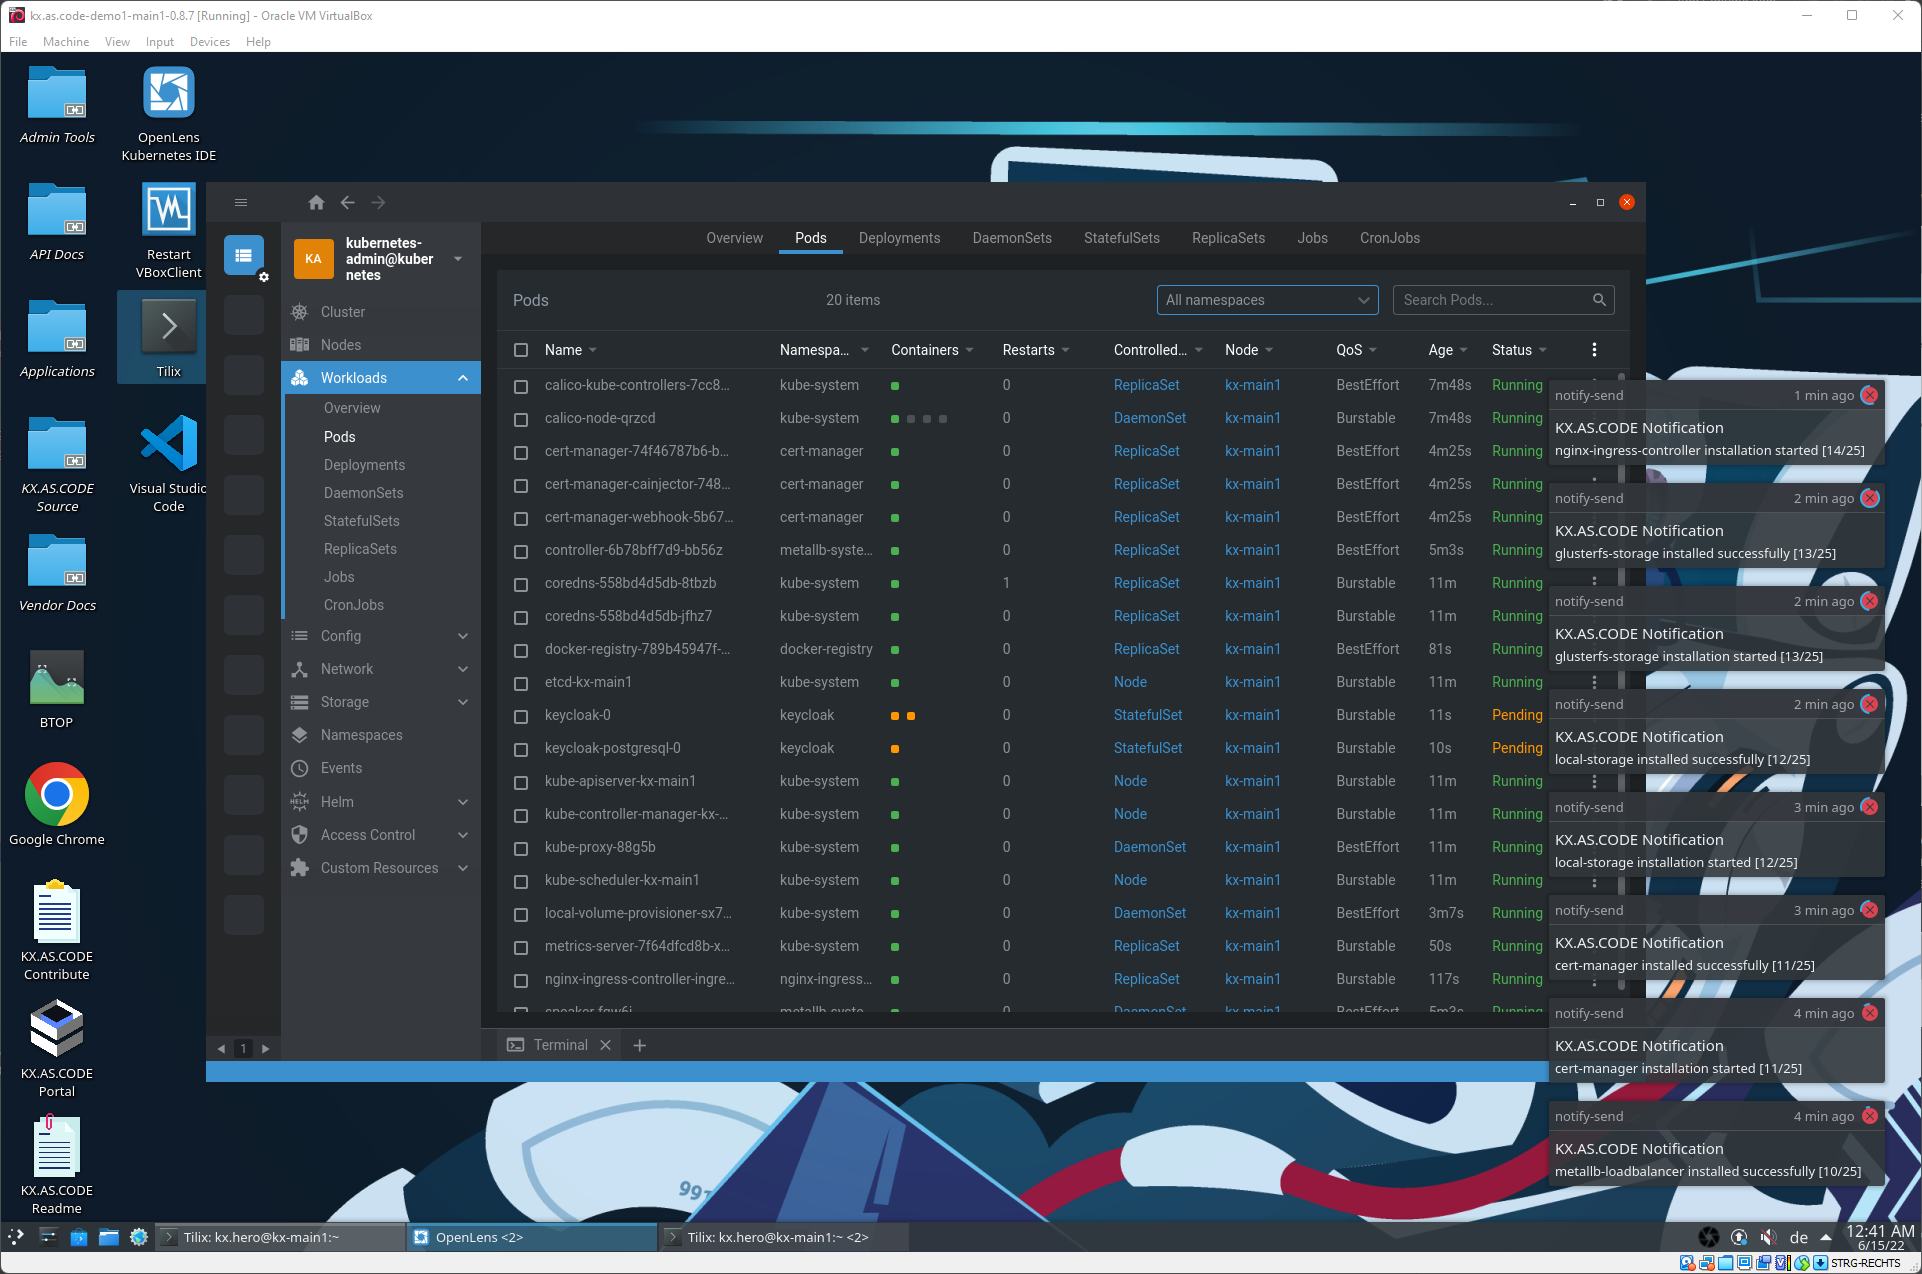 kx.as.code-demo1-main1-0.8.7 [Running] - Oracle VM VirtualBox
File Machine View Input Devices Help
Admin Tools
OpenLens
Kubernetes IDE
API Docs
Restart
VBoxClient
Applications
Tilix
KX.AS.CODE
Source
Visual Studio
Code
Vendor Docs
BTOP
Google Chrome
KX.AS.CODE
Contribute
KX.AS.CODE
Portal
KX.AS.CODE
Readme
KA
kubernetes-
admin@kuber
netes
Cluster
Nodes
Workloads
Overview
Pods
Deployments
DaemonSets
StatefulSets
ReplicaSets
Jobs
CronJobs
Config
Network
Storage
Namespaces
Events
HELM
Helm
Access Control
Custom Resources
1
Overview Pods Deployments DaemonSets StatefulSets ReplicaSets Jobs CronJobs
Pods 20 items All namespaces Search Pods...
Name Namespa... Containers Restarts Controlled... Node QoS Age Status
calico-kube-controllers-7cc8... kube-system 0 ReplicaSet kx-main1 BestEffort 7m48s Running
calico-node-qrzcd kube-system 0 DaemonSet kx-main1 Burstable 7m48s Running
cert-manager-74f46787b6-b... cert-manager 0 ReplicaSet kx-main1 BestEffort 4m25s Running
cert-manager-cainjector-748... cert-manager 0 ReplicaSet kx-main1 BestEffort 4m25s Running
cert-manager-webhook-5b67... cert-manager 0 ReplicaSet kx-main1 BestEffort 4m25s Running
controller-6b78bff7d9-bb56z metallb-syste... 0 ReplicaSet kx-main1 BestEffort 5m3s Running
coredns-558bd4d5db-8tbzb kube-system 1 ReplicaSet kx-main1 Burstable 11m Running
coredns-558bd4d5db-jfhz7 kube-system 0 ReplicaSet kx-main1 Burstable 11m Running
docker-registry-789b45947f-... docker-registry 0 ReplicaSet kx-main1 BestEffort 81s Running
etcd-kx-main1 kube-system 0 Node kx-main1 Burstable 11m Running
keycloak-0 keycloak 0 StatefulSet kx-main1 Burstable 11s Pending
keycloak-postgresql-0 keycloak 0 StatefulSet kx-main1 Burstable 10s Pending
kube-apiserver-kx-main1 kube-system 0 Node kx-main1 Burstable 11m Running
kube-controller-manager-kx-... kube-system 0 Node kx-main1 Burstable 11m Running
kube-proxy-88g5b kube-system 0 DaemonSet kx-main1 BestEffort 11m Running
kube-scheduler-kx-main1 kube-system 0 Node kx-main1 Burstable 11m Running
local-volume-provisioner-sx7... kube-system 0 DaemonSet kx-main1 BestEffort 3m7s Running
metrics-server-7f64dfcd8b-x... kube-system 0 ReplicaSet kx-main1 Burstable 50s Running
nginx-ingress-controller-ingre... nginx-ingress... 0 ReplicaSet kx-main1 Burstable 117s Running
metallb-syste... 0 DaemonSet kx-main1 BestEffort 5m3s Running
Terminal
notify-send 1 min ago
KX.AS.CODE Notification
nginx-ingress-controller installation started [14/25]
notify-send 2 min ago
KX.AS.CODE Notification
glusterfs-storage installed successfully [13/25]
notify-send 2 min ago
KX.AS.CODE Notification
glusterfs-storage installation started [13/25]
notify-send 2 min ago
KX.AS.CODE Notification
local-storage installed successfully [12/25]
notify-send 3 min ago
KX.AS.CODE Notification
local-storage installation started [12/25]
notify-send 3 min ago
KX.AS.CODE Notification
cert-manager installed successfully [11/25]
notify-send 4 min ago
KX.AS.CODE Notification
cert-manager installation started [11/25]
notify-send 4 min ago
KX.AS.CODE Notification
metallb-loadbalancer installed successfully [10/25]
Tilix: kx.hero@kx-main1:~ OpenLens <2> Tilix: kx.hero@kx-main1:~ <2> de 12:41 AM
6/15/22
STRG-RECHTS